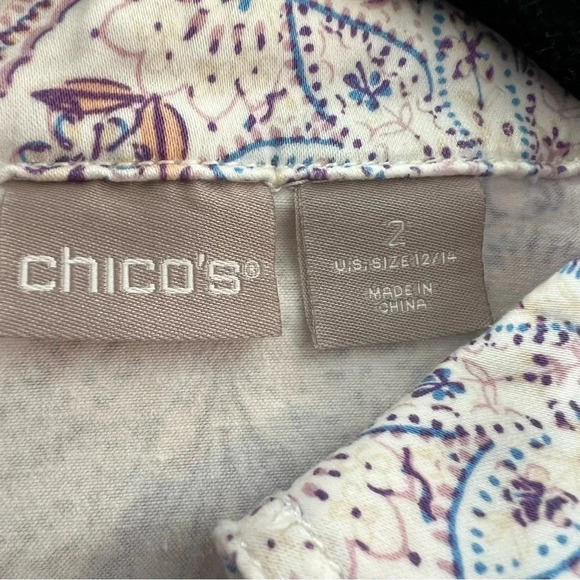 chico's®
2
U.S. SIZE 12/14
MADE IN
CHINA